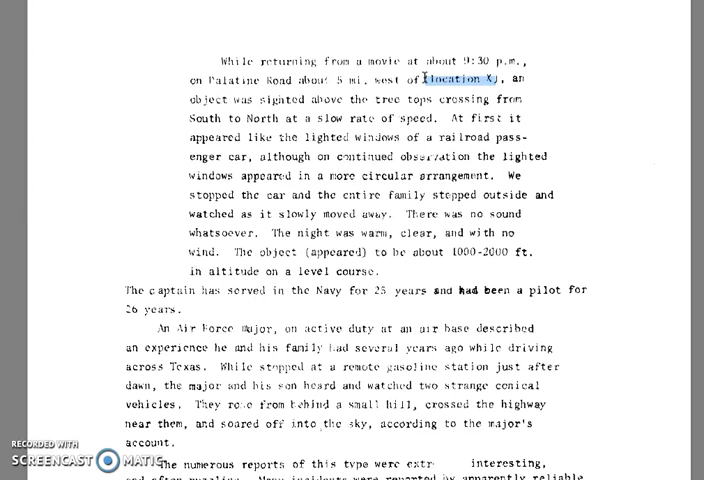 While returning from a movie at about 9:30 p.m.,
on Palatine Road about 5 mi. west of [location X], an
object was sighted above the tree tops crossing from
South to North at a slow rate of speed. At first it
appeared like the lighted windows of a railroad pass-
enger car, although on continued observation the lighted
windows appeared in a more circular arrangement. We
stopped the car and the entire family stepped outside and
watched as it slowly moved away. There was no sound
whatsoever. The night was warm, clear, and with no
wind. The object (appeared) to be about 1000-2000 ft.
in altitude on a level course.
The captain has served in the Navy for 25 years and had been a pilot for
26 years.
An Air Force major, on active duty at an air base described
an experience he and his family had several years ago while driving
across Texas. While stopped at a remote gasoline station just after
dawn, the major and his son heard and watched two strange conical
vehicles. They rose from behind a small hill, crossed the highway
near them, and soared off into the sky, according to the major's
account.
RECORDED WITH
SCREENCAST MATIC
The numerous reports of this type were interesting,
and often puzzling. Many incidents were reported by apparently reliable